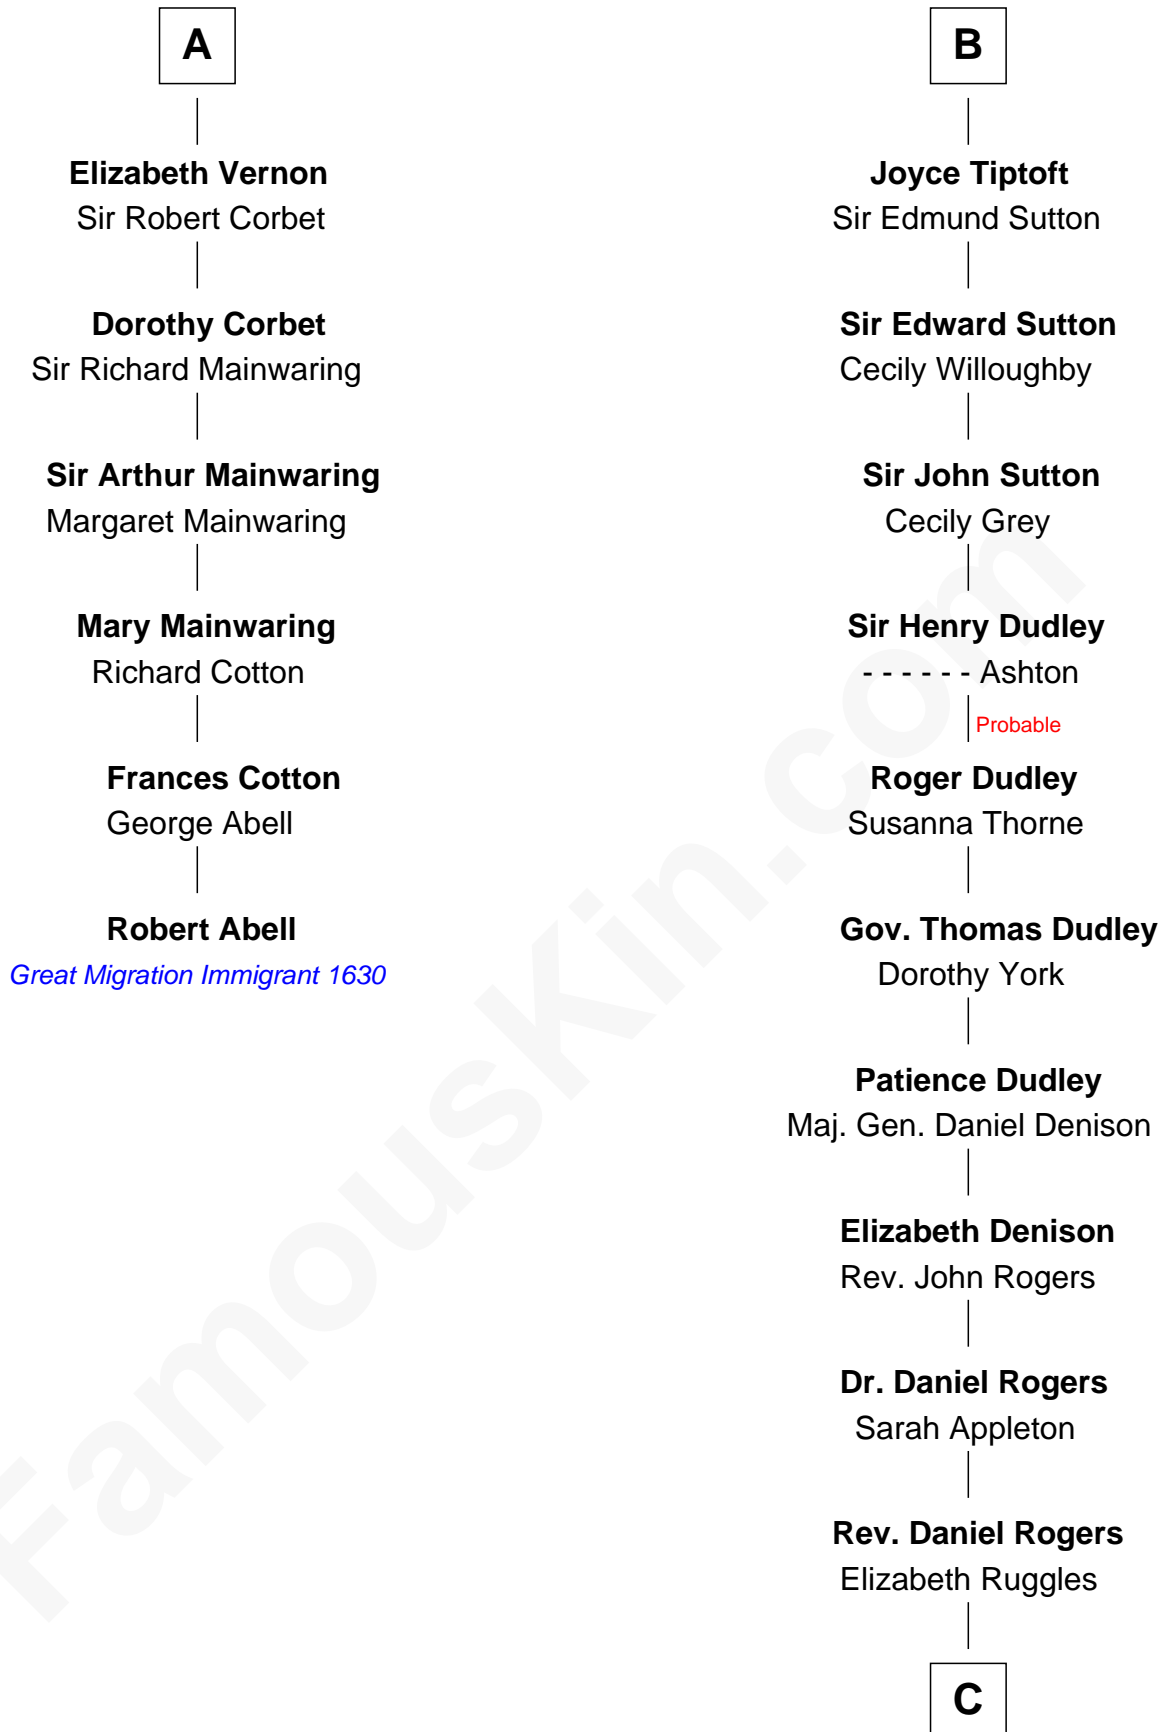 A
Elizabeth Vernon
Sir Robert Corbet
Dorothy Corbet
Sir Richard Mainwaring
Sir Arthur Mainwaring
Margaret Mainwaring
Mary Mainwaring
Richard Cotton
Frances Cotton
George Abell
Robert Abell
Great Migration Immigrant 1630
B
Joyce Tiptoft
Sir Edmund Sutton
Sir Edward Sutton
Cecily Willoughby
Sir John Sutton
Cecily Grey
Sir Henry Dudley
- - - - - - Ashton
Probable
Roger Dudley
Susanna Thorne
Gov. Thomas Dudley
Dorothy York
Patience Dudley
Maj. Gen. Daniel Denison
Elizabeth Denison
Rev. John Rogers
Dr. Daniel Rogers
Sarah Appleton
Rev. Daniel Rogers
Elizabeth Ruggles
C
FamousKin.com